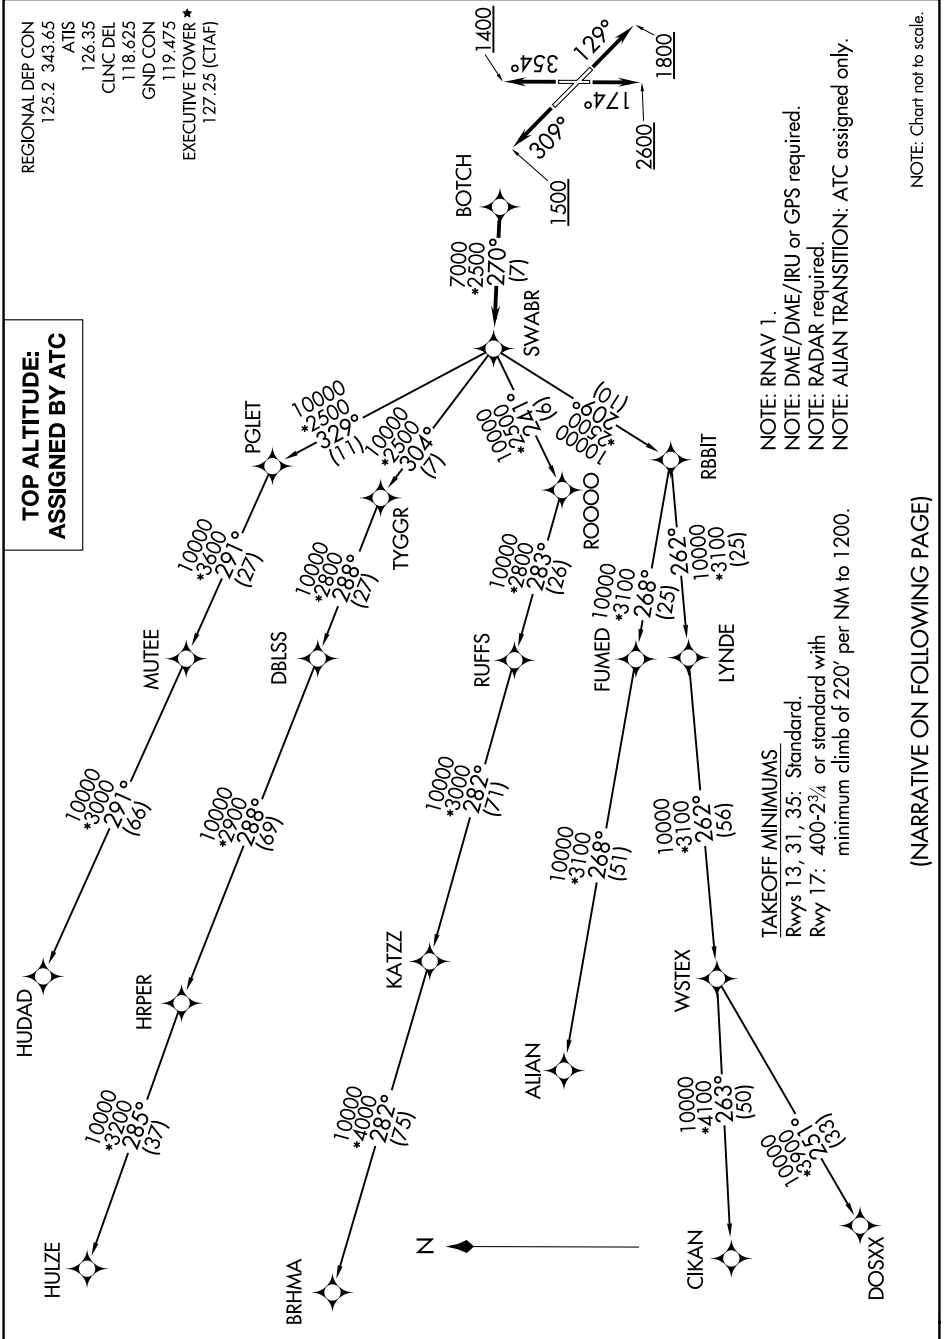 TOP ALTITUDE:
ASSIGNED BY ATC
REGIONAL DEP CON
125.2 343.65
ATIS
126.35
CLNC DEL
118.625
GND CON
119.475
EXECUTIVE TOWER ★
127.25 (CTAF)
HUDAD
10000
*3000
291°
(66)
MUTEE
10000
*3600
291°
(27)
PGLET
10000
*2500
329°
(11)
HULZE
10000
*3200
285°
(37)
HRPER
10000
*2900
288°
(69)
DBLSS
10000
*2800
288°
(27)
TYGGR
10000
*2500
304°
(7)
BRHMA
10000
*4000
282°
(75)
KATZZ
10000
*3000
282°
(71)
RUFFS
10000
*2800
283°
(26)
ROOOO
10000
*2500
241°
(6)
SWABR
7000
*2500
270°
(7)
BOTCH
1400
354°
129°
1800
309°
174°
1500
2600
ALIAN
10000
*3100
268°
(51)
FUMED
10000
*3100
268°
(25)
RBBIT
10000
*2500
209°
(10)
CIKAN
10000
*4100
263°
(50)
WSTEX
10000
*3100
262°
(56)
LYNDE
262°
10000
*3100
(25)
DOSXX
10000
*3900
251°
(33)
N
TAKEOFF MINIMUMS
Rwys 13, 31, 35: Standard.
Rwy 17: 400-2¾ or standard with
minimum climb of 220' per NM to 1200.
NOTE: RNAV 1.
NOTE: DME/DME/IRU or GPS required.
NOTE: RADAR required.
NOTE: ALIAN TRANSITION: ATC assigned only.
(NARRATIVE ON FOLLOWING PAGE)
NOTE: Chart not to scale.